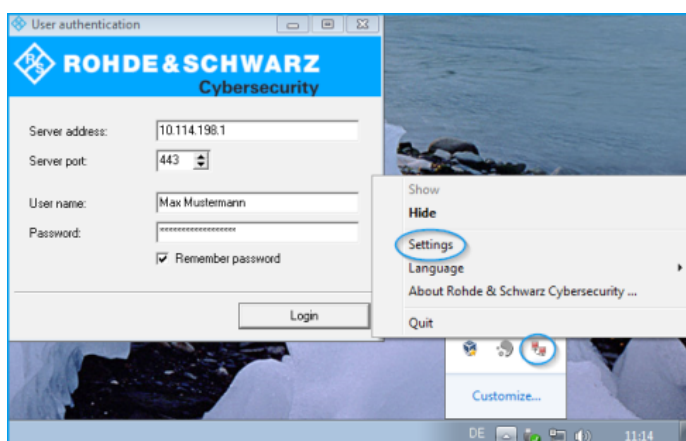 User authentication
ROHDE & SCHWARZ
Cybersecurity
Server address:
10.114.198.1
Server port:
443
User name:
Max Mustermann
Password:
******************
Remember password
Login
Show
Hide
Settings
Language
About Rohde & Schwarz Cybersecurity ...
Quit
Customize...
DE
11:14